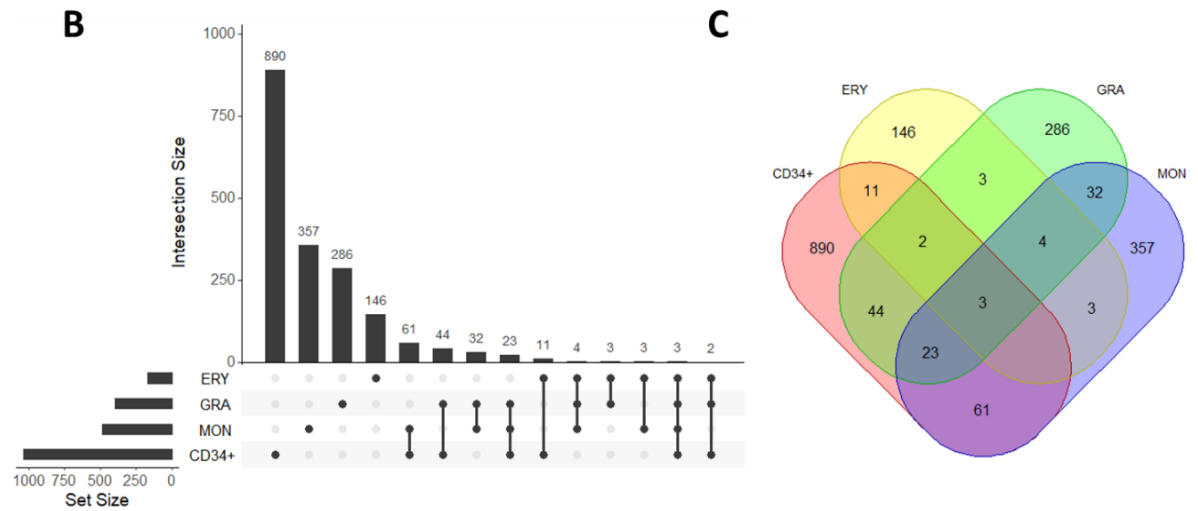 B
1000
750
500
250
0
Intersection Size
890
357
286
146
61
44
32
23
11
4
3
3
3
2
ERY
GRA
MON
CD34+
1000 750 500 250 0
Set Size
C
ERY
GRA
CD34+
MON
146
286
11
3
32
890
2
4
357
44
3
3
23
61